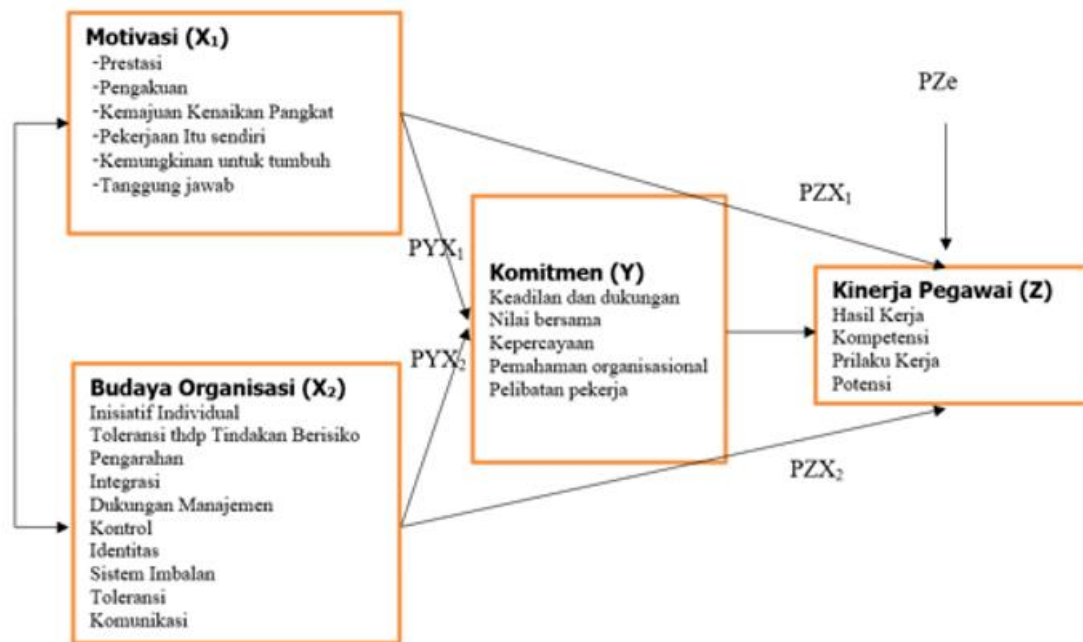 Motivasi (X₁)
-Prestasi
-Pengakuan
-Kemajuan Kenaikan Pangkat
-Pekerjaan Itu sendiri
-Kemungkinan untuk tumbuh
-Tanggung jawab
PZe
PZX₁
PYX₁
Komitmen (Y)
Keadilan dan dukungan
Nilai bersama
Kepercayaan
Pemahaman organisasional
Pelibatan pekerja
Kinerja Pegawai (Z)
Hasil Kerja
Kompetensi
Prilaku Kerja
Potensi
PYX₂
Budaya Organisasi (X₂)
Inisiatif Individual
Toleransi thdp Tindakan Berisiko
Pengarahan
Integrasi
Dukungan Manajemen
Kontrol
Identitas
Sistem Imbalan
Toleransi
Komunikasi
PZX₂